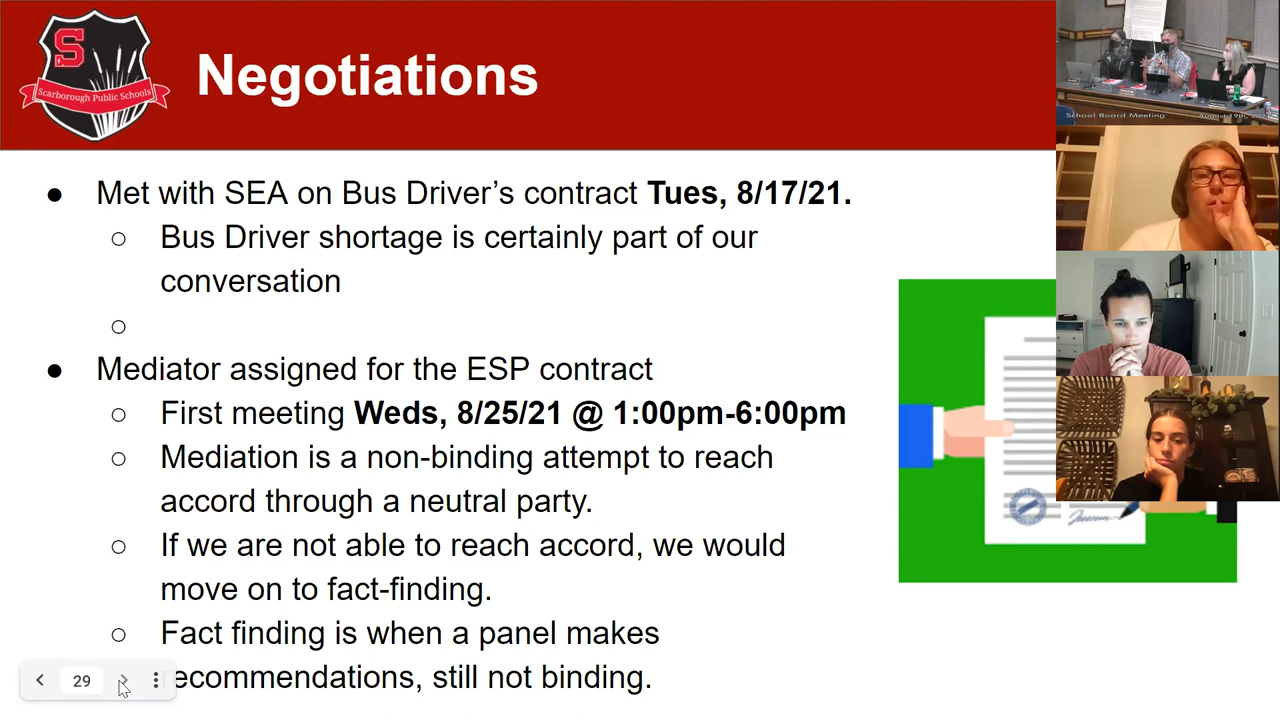 S
Scarborough Public Schools
Negotiations
● Met with SEA on Bus Driver’s contract Tues, 8/17/21.
○ Bus Driver shortage is certainly part of our
conversation
○
● Mediator assigned for the ESP contract
○ First meeting Weds, 8/25/21 @ 1:00pm-6:00pm
○ Mediation is a non-binding attempt to reach
accord through a neutral party.
○ If we are not able to reach accord, we would
move on to fact-finding.
○ Fact finding is when a panel makes
ecommendations, still not binding.
29
School Board Meeting